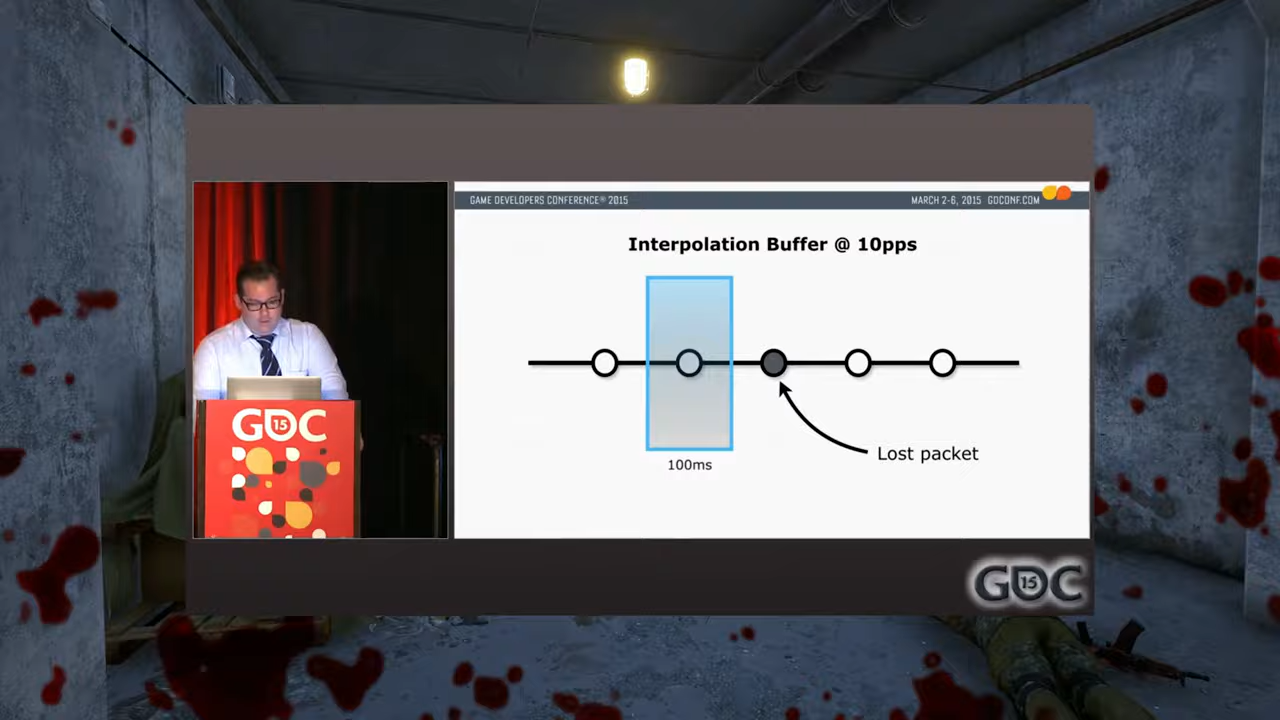 GAME DEVELOPERS CONFERENCE® 2015
MARCH 2-6, 2015 GDCONF.COM
Interpolation Buffer @ 10pps
Lost packet
100ms
GDC
15
GDC
15